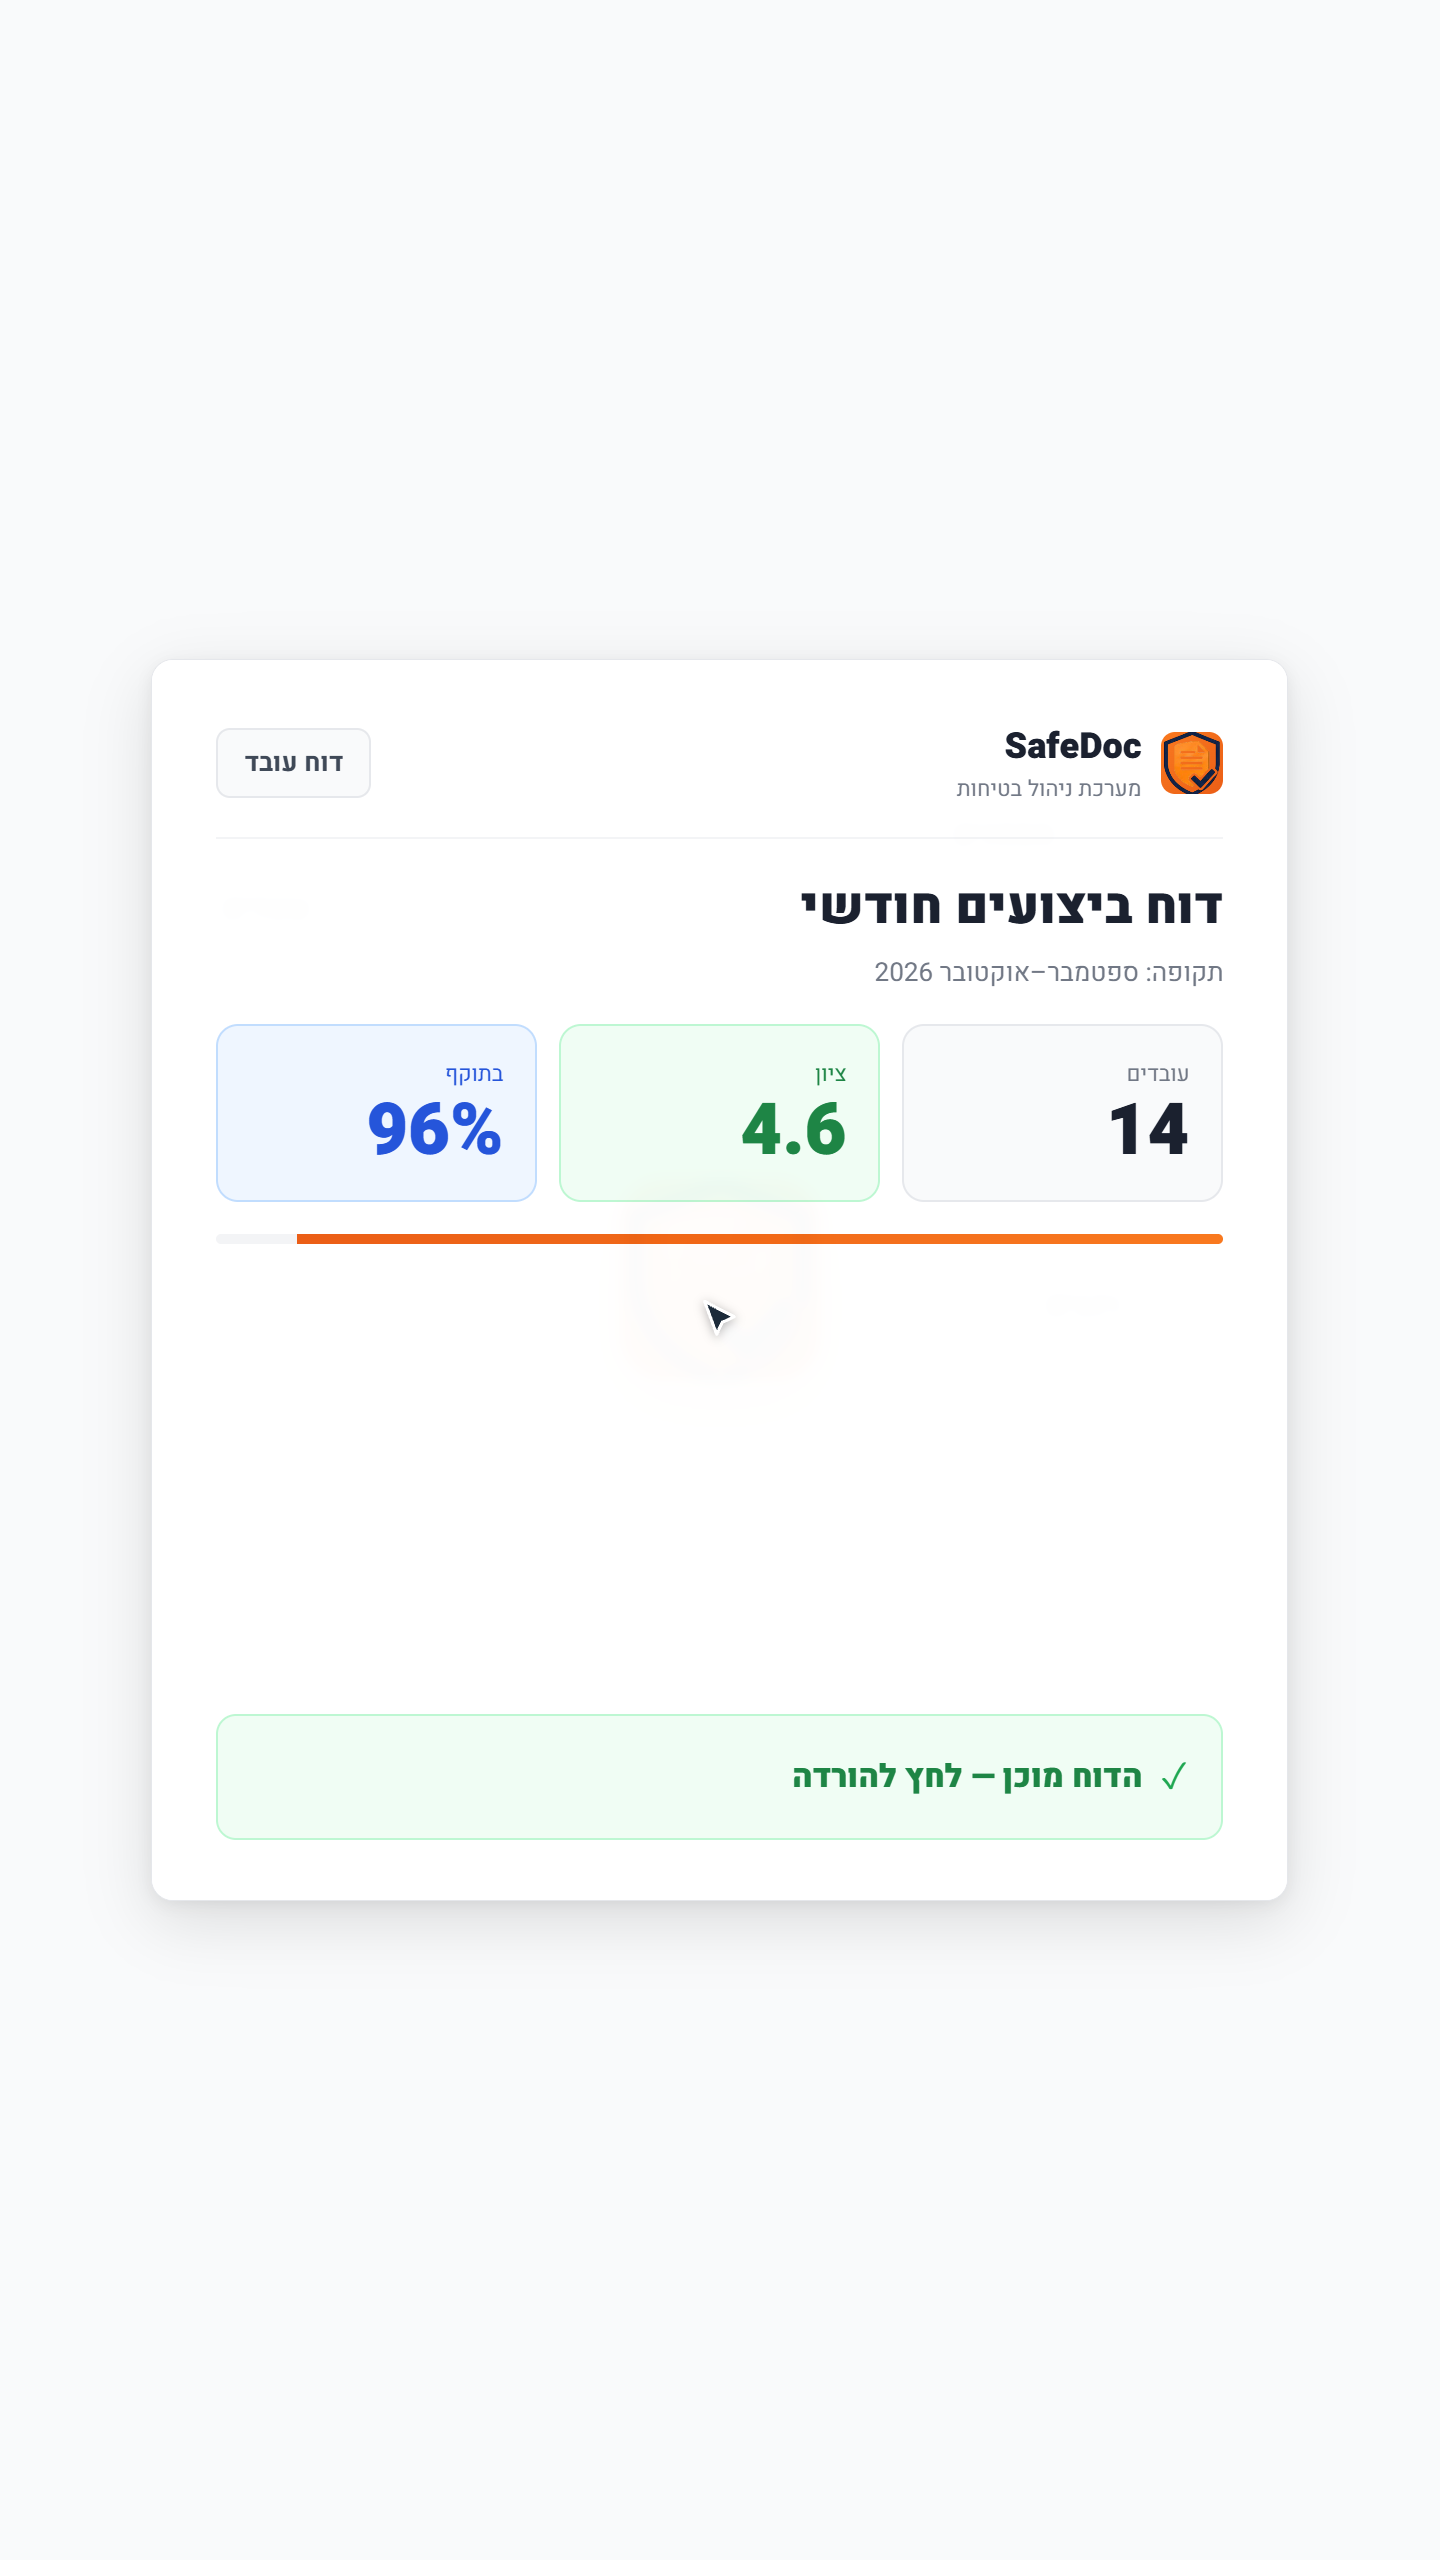 SafeDoc
מערכת ניהול בטיחות
דוח עובד
דוח ביצועים חודשי
תקופה: ספטמבר–אוקטובר 2026
עובדים
14
ציון
4.6
בתוקף
96%
✓ הדוח מוכן – לחץ להורדה